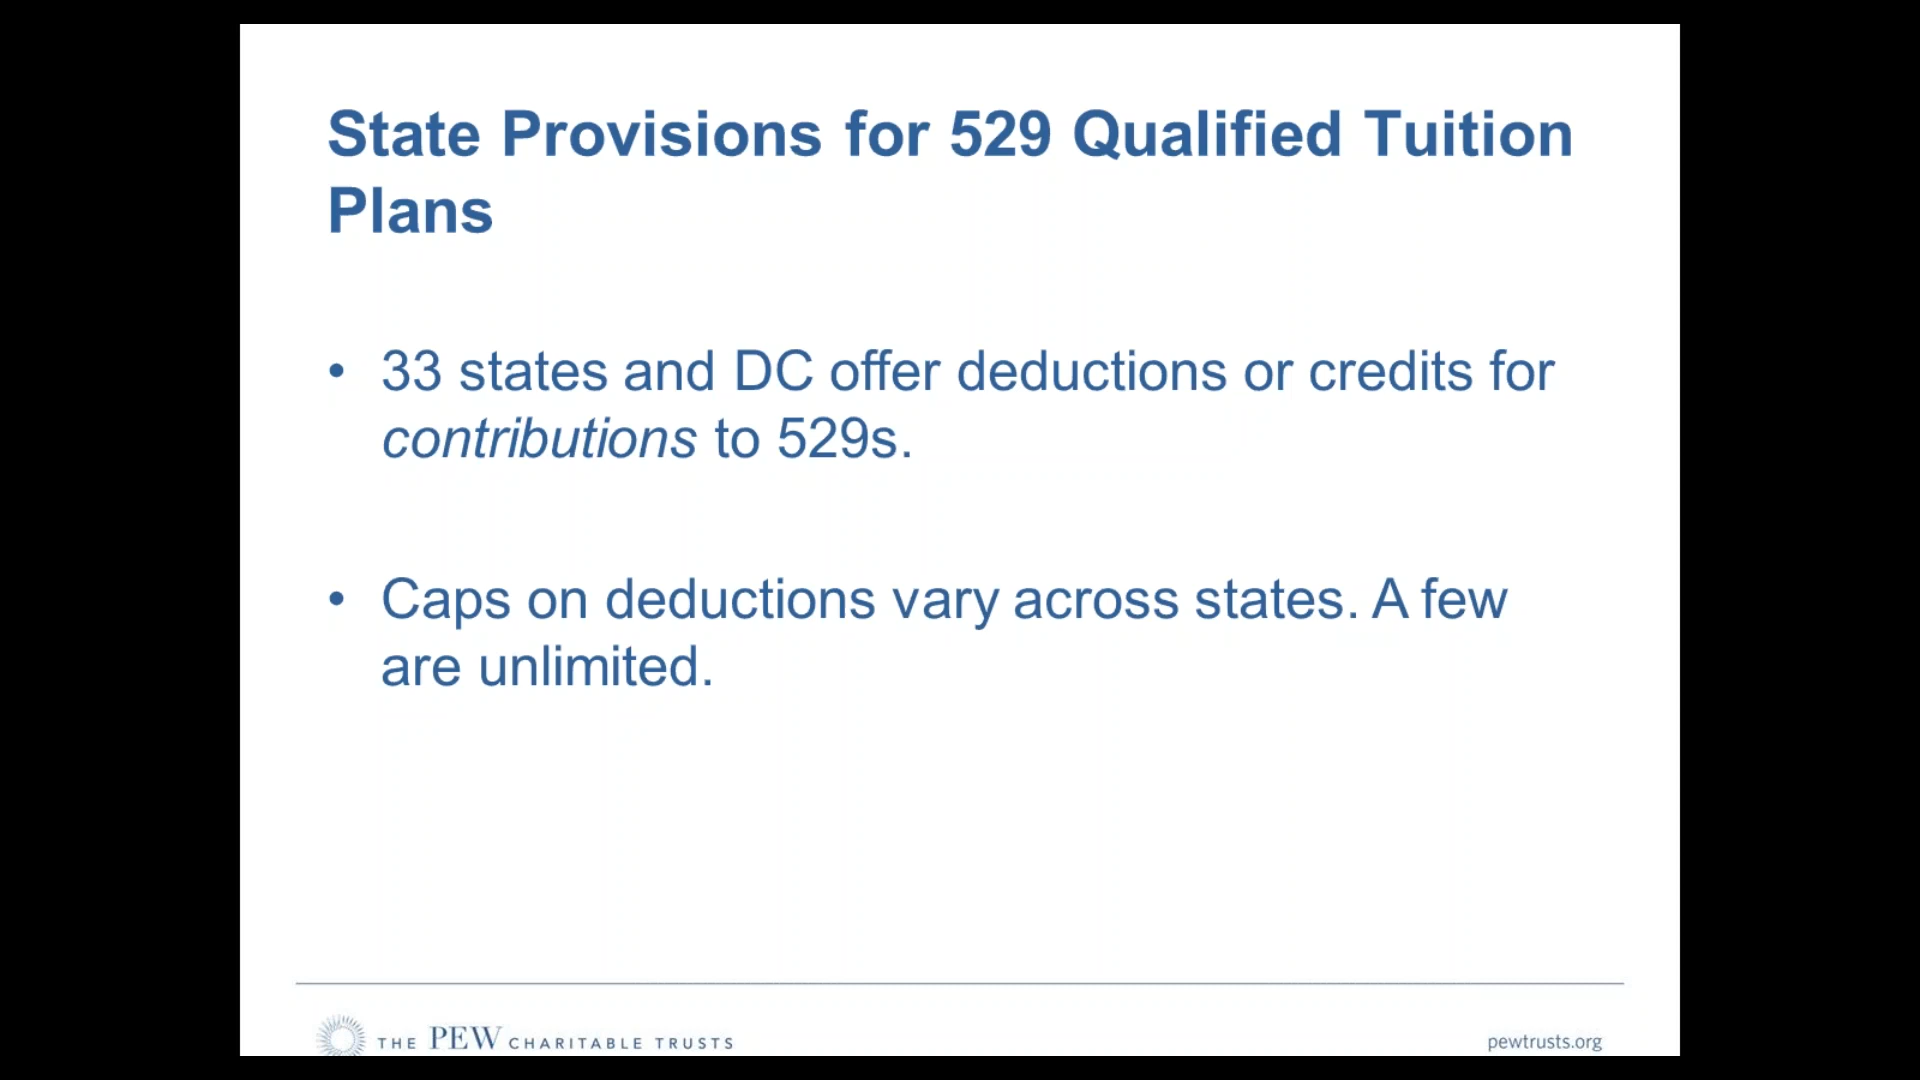 State Provisions for 529 Qualified Tuition
Plans
• 33 states and DC offer deductions or credits for
contributions to 529s.
• Caps on deductions vary across states. A few
are unlimited.
THE PEW CHARITABLE TRUSTS
pewtrusts.org